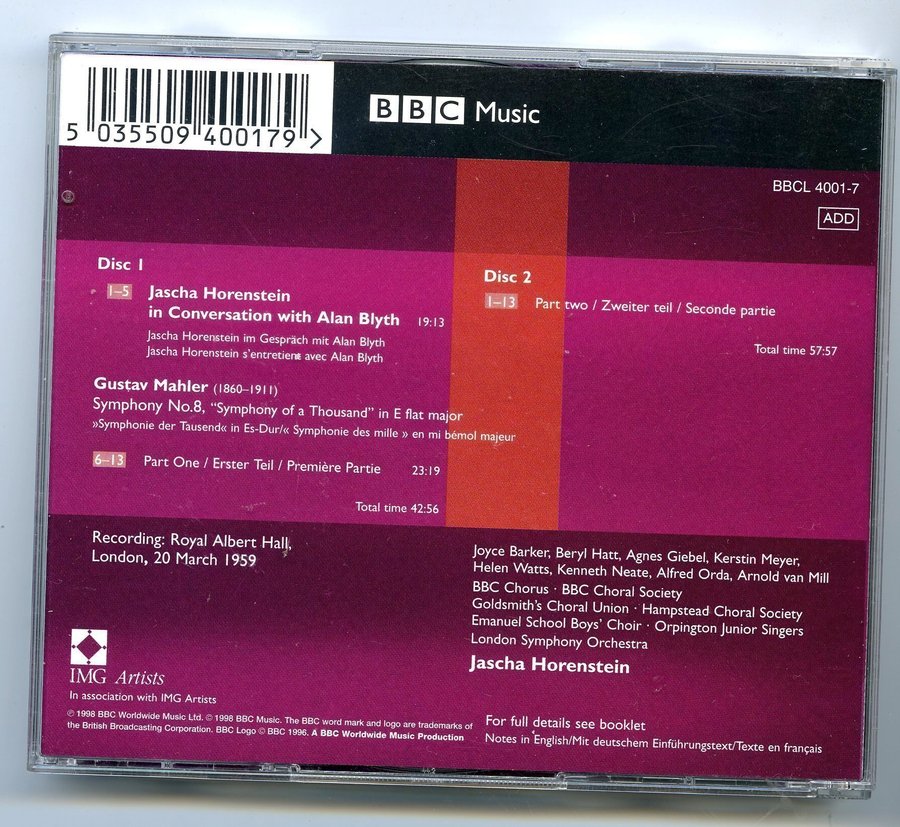 5 035509 400179 >
BBC Music
BBCL 4001-7
ADD
Disc 1
1–5 Jascha Horenstein
in Conversation with Alan Blyth 19:13
Jascha Horenstein im Gespräch mit Alan Blyth
Jascha Horenstein s'entretient avec Alan Blyth
Gustav Mahler (1860–1911)
Symphony No.8, “Symphony of a Thousand” in E flat major
»Symphonie der Tausend« in Es-Dur/« Symphonie des mille » en mi bémol majeur
6–13 Part One / Erster Teil / Première Partie 23:19
Total time 42:56
Disc 2
1–13 Part two / Zweiter teil / Seconde partie
Total time 57:57
Recording: Royal Albert Hall,
London, 20 March 1959
Joyce Barker, Beryl Hatt, Agnes Giebel, Kerstin Meyer,
Helen Watts, Kenneth Neate, Alfred Orda, Arnold van Mill
BBC Chorus · BBC Choral Society
Goldsmith's Choral Union · Hampstead Choral Society
Emanuel School Boys' Choir · Orpington Junior Singers
London Symphony Orchestra
Jascha Horenstein
IMG Artists
In association with IMG Artists
℗ 1998 BBC Worldwide Music Ltd. © 1998 BBC Music. The BBC word mark and logo are trademarks of
the British Broadcasting Corporation. BBC Logo © BBC 1996. A BBC Worldwide Music Production
For full details see booklet
Notes in English/Mit deutschem Einführungstext/Texte en français